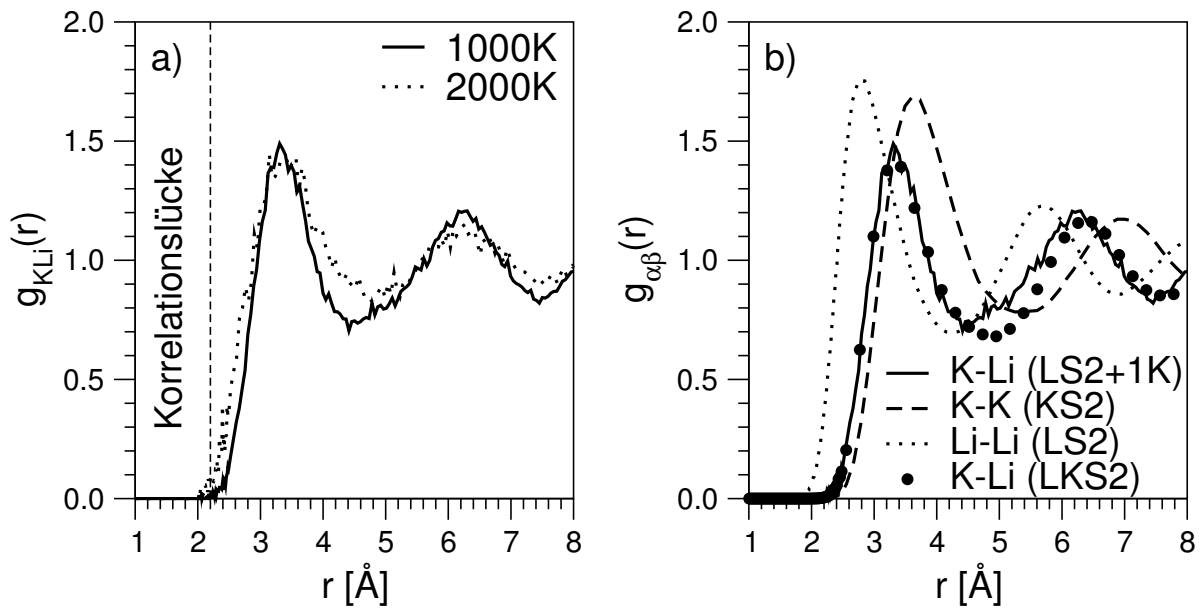 2.0
1.5
1.0
0.5
0.0
g_KLi(r)
a)
1000K
2000K
Korrelationslücke
1 2 3 4 5 6 7 8
r [Å]
2.0
1.5
1.0
0.5
0.0
g_αβ(r)
b)
K-Li (LS2+1K)
K-K (KS2)
Li-Li (LS2)
K-Li (LKS2)
1 2 3 4 5 6 7 8
r [Å]